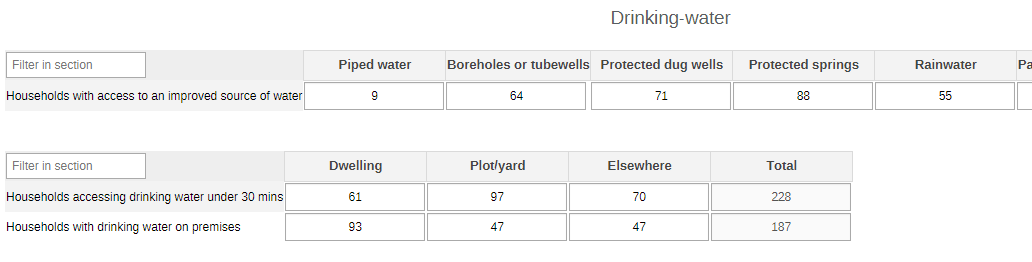 Drinking-water
Filter in section Piped water Boreholes or tubewells Protected dug wells Protected springs Rainwater Pa
Households with access to an improved source of water 9 64 71 88 55
Filter in section Dwelling Plot/yard Elsewhere Total
Households accessing drinking water under 30 mins 61 97 70 228
Households with drinking water on premises 93 47 47 187